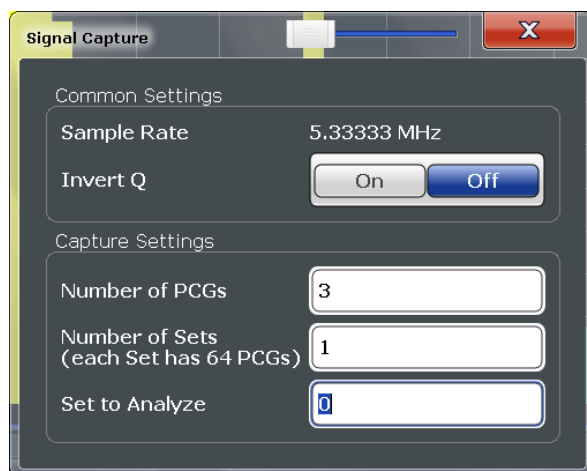 Signal Capture
X
Common Settings
Sample Rate 5.33333 MHz
Invert Q On Off
Capture Settings
Number of PCGs 3
Number of Sets
(each Set has 64 PCGs) 1
Set to Analyze 0